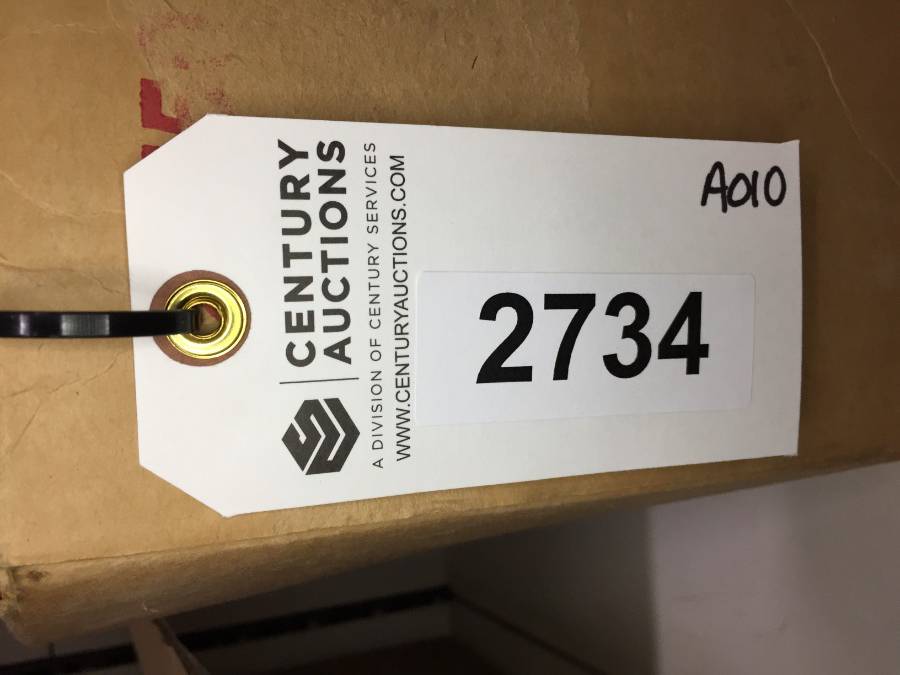 CENTURY
AUCTIONS
A DIVISION OF CENTURY SERVICES
WWW.CENTURYAUCTIONS.COM
2734
A010